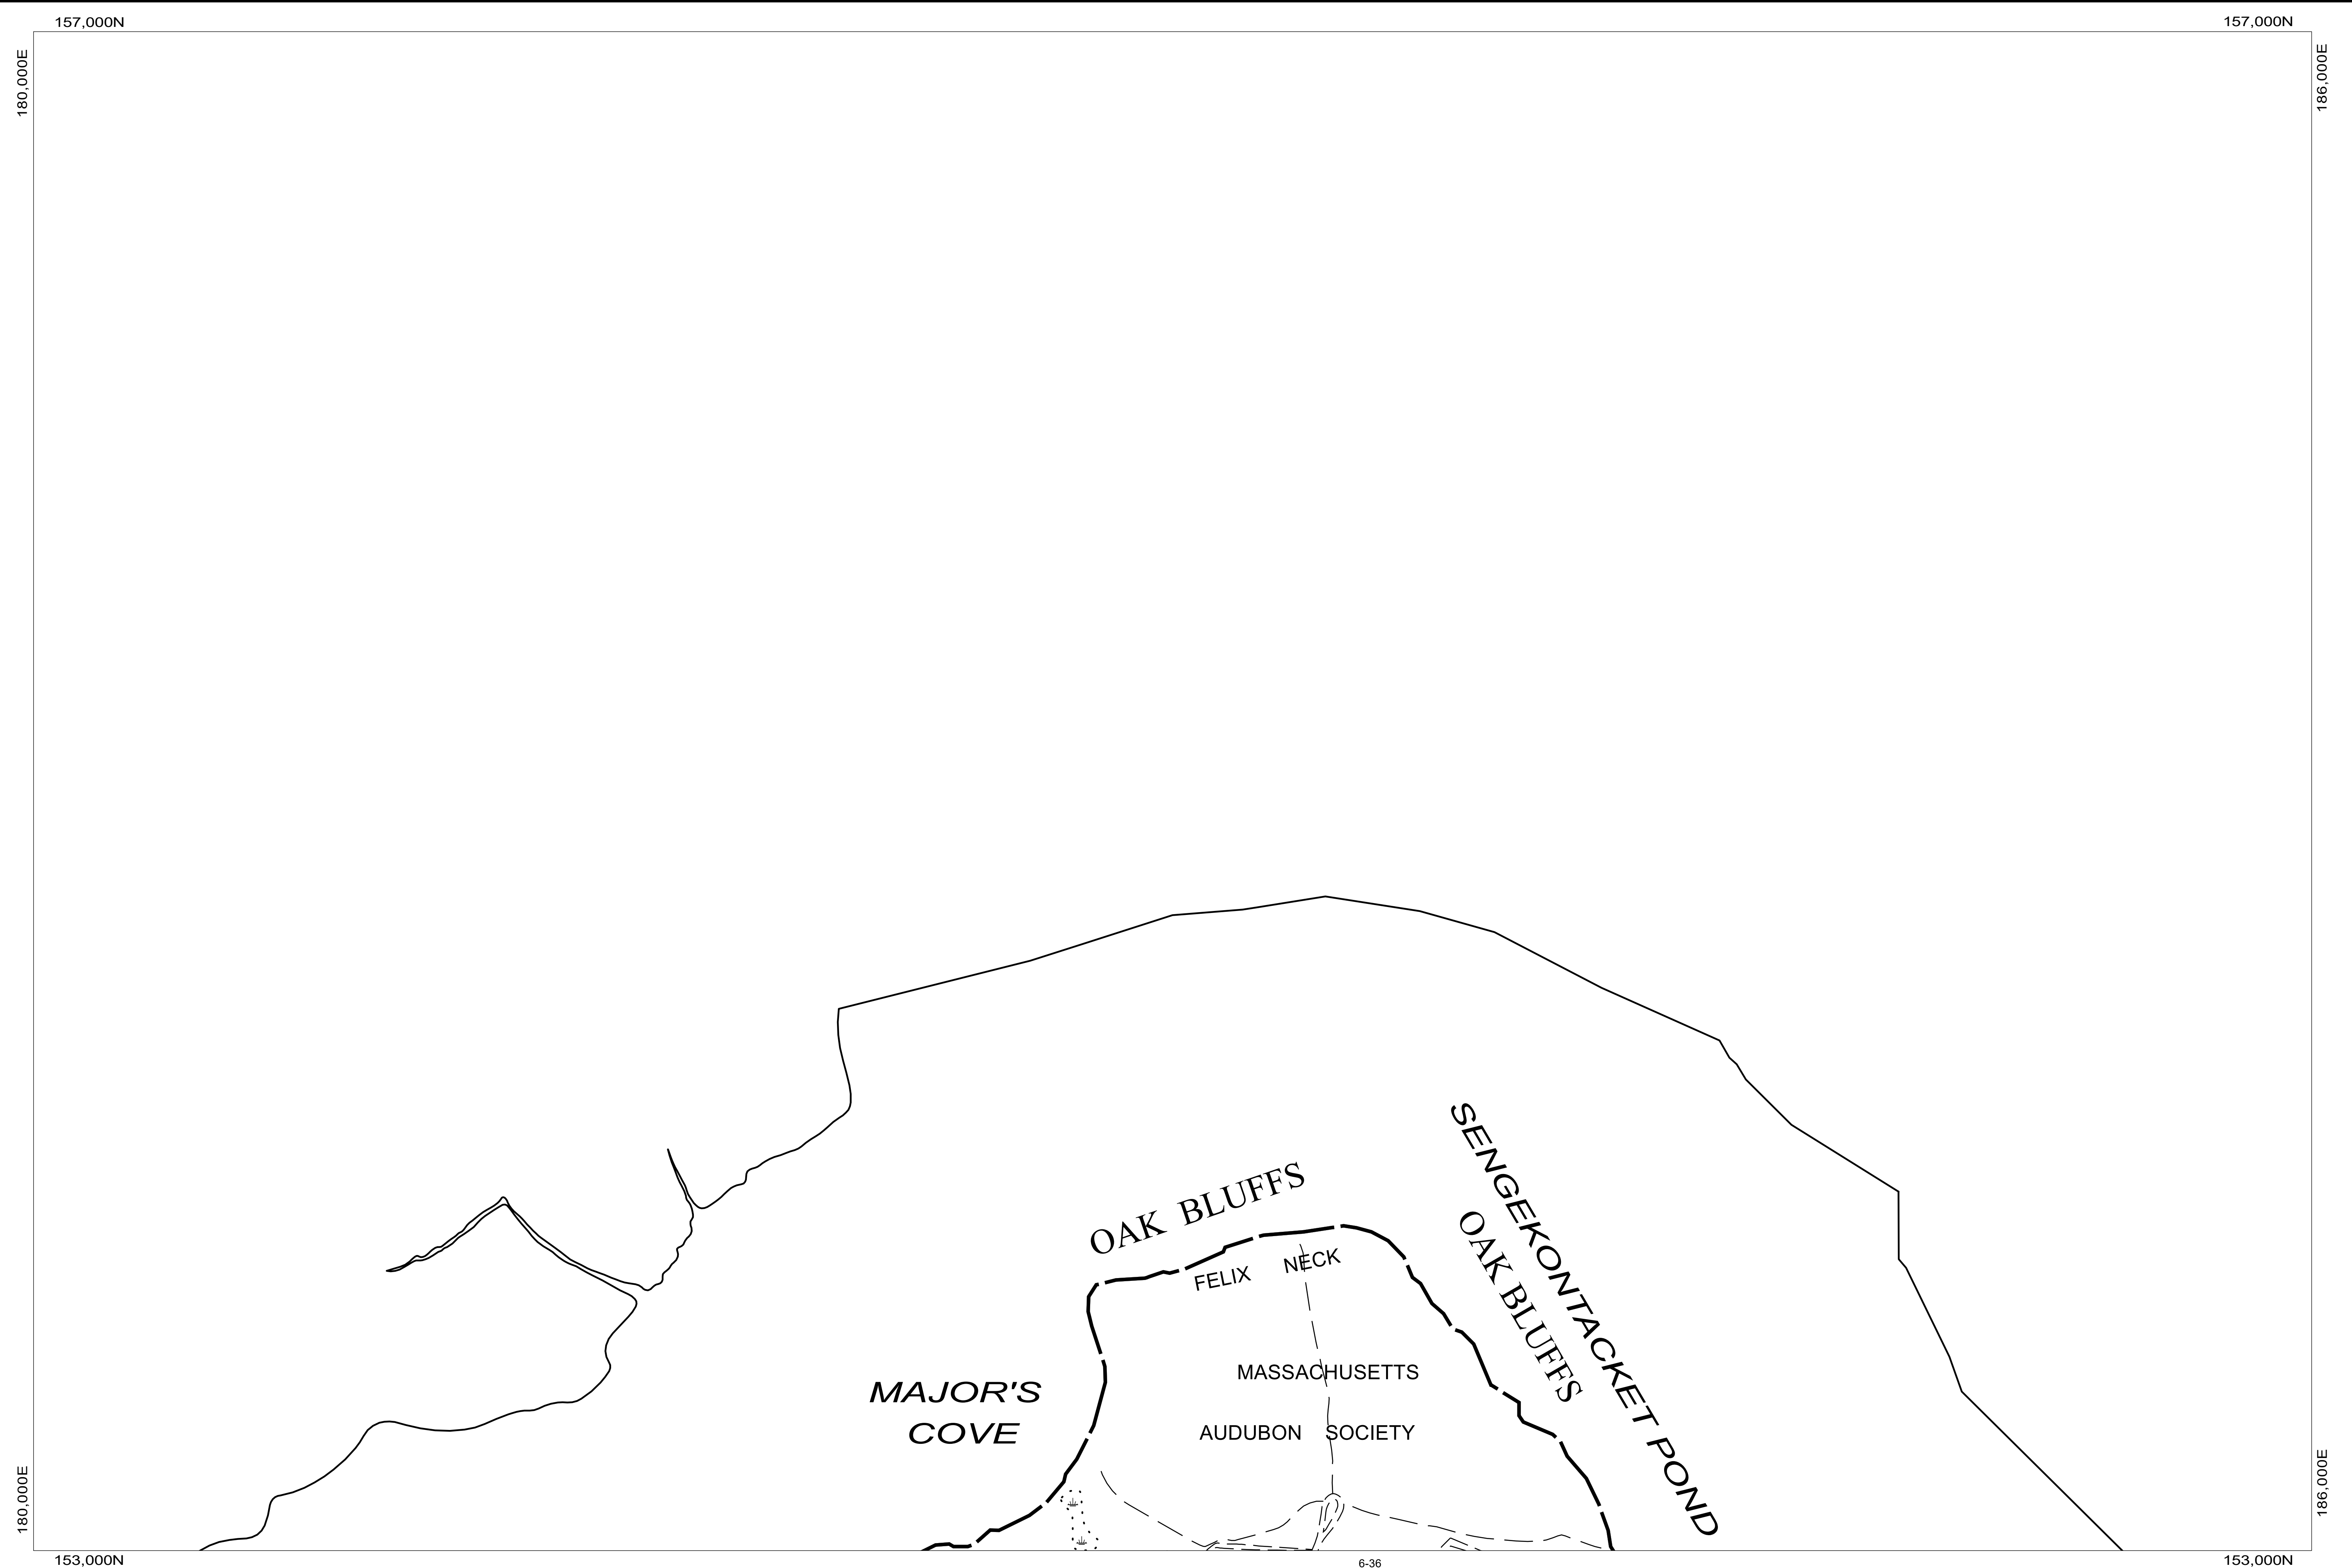 157,000N
157,000N
180,000E
186,000E
SENGEKONTACKET POND
OAK BLUFFS
OAK BLUFFS
FELIX NECK
MASSACHUSETTS
MAJOR'S
COVE
AUDUBON SOCIETY
180,000E
186,000E
153,000N
6-36
153,000N